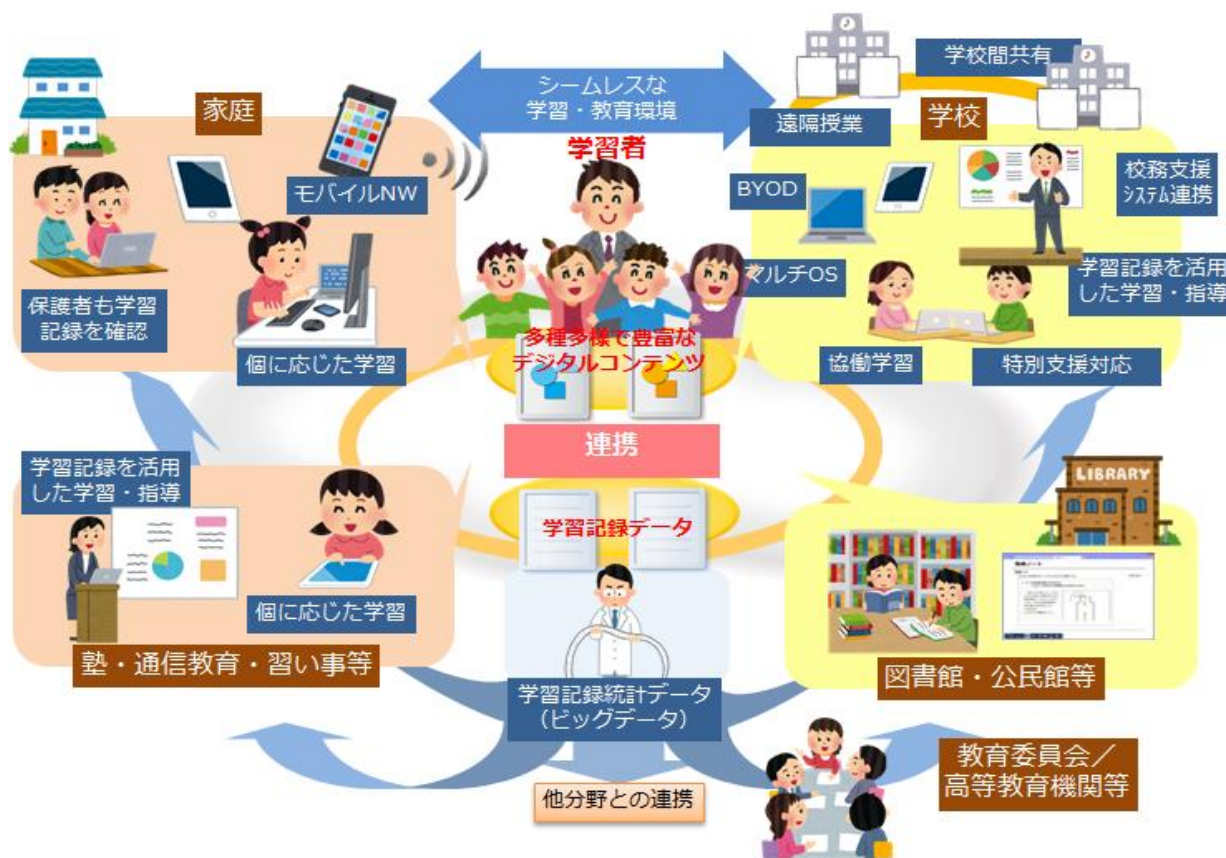 シームレスな
学習・教育環境
学習者
家庭
モバイルNW
保護者も学習
記録を確認
個に応じた学習
学校間共有
遠隔授業
学校
BYOD
校務支援
システム連携
マルチOS
学習記録を活用
した学習・指導
協働学習
特別支援対応
多種多様で豊富な
デジタルコンテンツ
連携
学習記録データ
学習記録を活用
した学習・指導
個に応じた学習
塾・通信教育・習い事等
LIBRARY
図書館・公民館等
学習記録統計データ
（ビッグデータ）
他分野との連携
教育委員会／
高等教育機関等